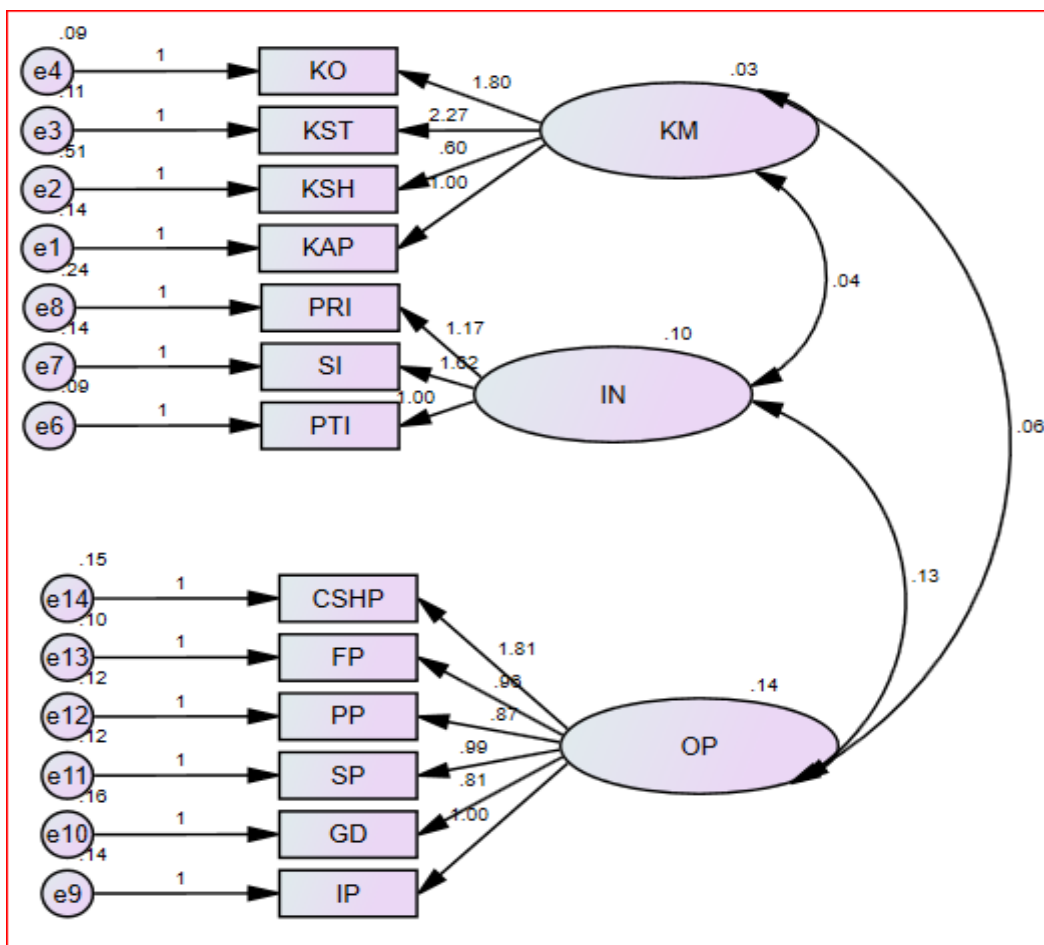 .09
e4 1 KO 1.80 .03
.11
e3 1 KST 2.27 KM
.51
e2 1 KSH .60
.14 1.00
e1 1 KAP
.24 .04
e8 1 PRI 1.17 .10
.14
e7 1 SI 1.62 IN
.09
e6 1 PTI 1.00 .06
.15 .13
e14 1 CSHP
.10
e13 1 FP 1.81
.12 .14
e12 1 PP .87
.12
e11 1 SP .99 OP
.16 .81
e10 1 GD 1.00
.14
e9 1 IP